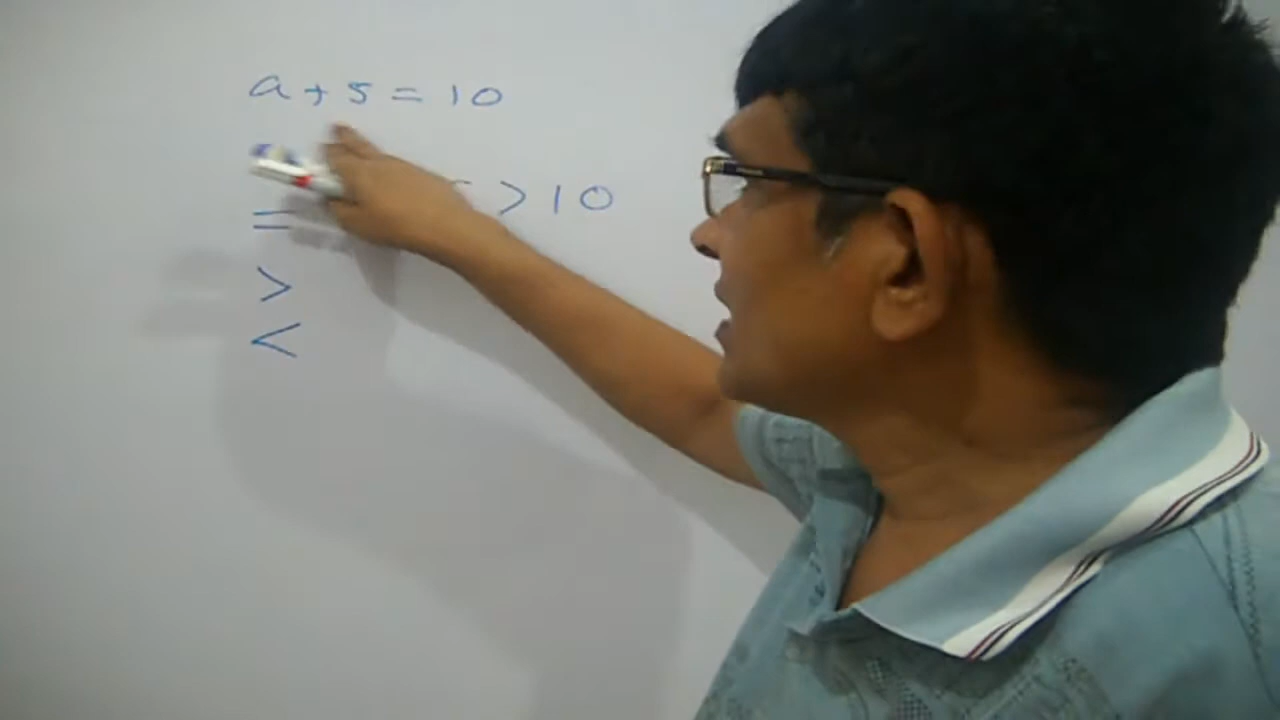 a + 5 = 10
> 10
=
>
<